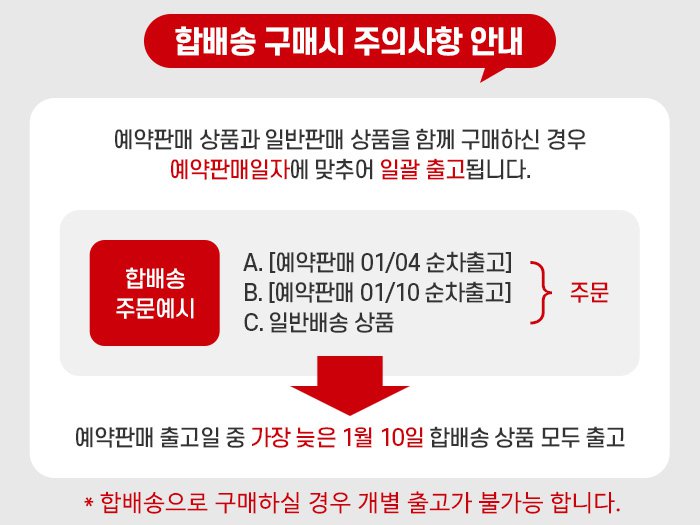 합배송 구매시 주의사항 안내
예약판매 상품과 일반판매 상품을 함께 구매하신 경우
예약판매일자에 맞추어 일괄 출고됩니다.
합배송
주문예시
A. [예약판매 01/04 순차출고]
B. [예약판매 01/10 순차출고]
C. 일반배송 상품
주문
예약판매 출고일 중 가장 늦은 1월 10일 합배송 상품 모두 출고
* 합배송으로 구매하실 경우 개별 출고가 불가능 합니다.